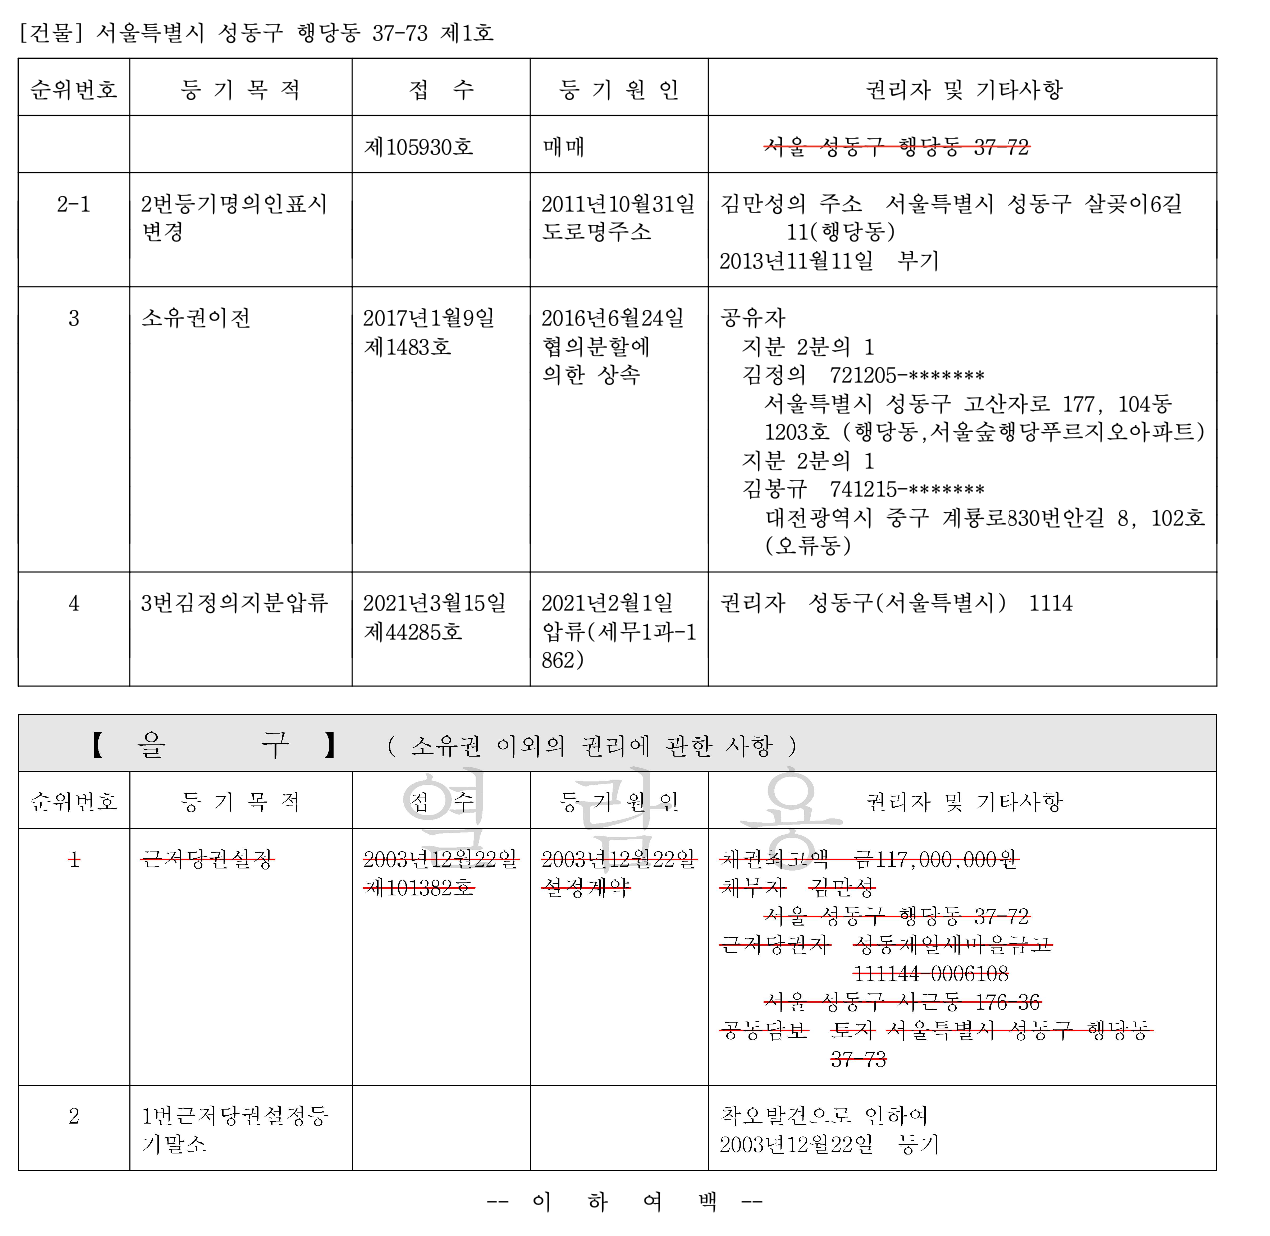 [건물] 서울특별시 성동구 행당동 37-73 제1호
순위번호 등 기 목 적 접 수 등 기 원 인 권리자 및 기타사항
제105930호 매매 서울 성동구 행당동 37-72
2-1 2번등기명의인표시 2011년10월31일 김만성의 주소 서울특별시 성동구 살곶이6길
변경 도로명주소 11(행당동)
2013년11월11일 부기
3 소유권이전 2017년1월9일 2016년6월24일 공유자
제1483호 협의분할에 지분 2분의 1
의한 상속 김정의 721205-*******
서울특별시 성동구 고산자로 177, 104동
1203호 (행당동,서울숲행당푸르지오아파트)
지분 2분의 1
김봉규 741215-*******
대전광역시 중구 계룡로830번안길 8, 102호
(오류동)
4 3번김정의지분압류 2021년3월15일 2021년2월1일 권리자 성동구(서울특별시) 1114
제44285호 압류(세무1과-1
862)
【 을 구 】 ( 소유권 이외의 권리에 관한 사항 )
열 람 용
순위번호 등 기 목 적 접 수 등 기 원 인 권리자 및 기타사항
1 근저당권설정 2003년12월22일 2003년12월22일 채권최고액 금117,000,000원
제101382호 설정계약 채무자 김만성
서울 성동구 행당동 37-72
근저당권자 성동제일새마을금고
111144-0006108
서울 성동구 사근동 176-36
공동담보 토지 서울특별시 성동구 행당동
37-73
2 1번근저당권설정등 착오발견으로 인하여
기말소 2003년12월22일 등기
-- 이 하 여 백 --